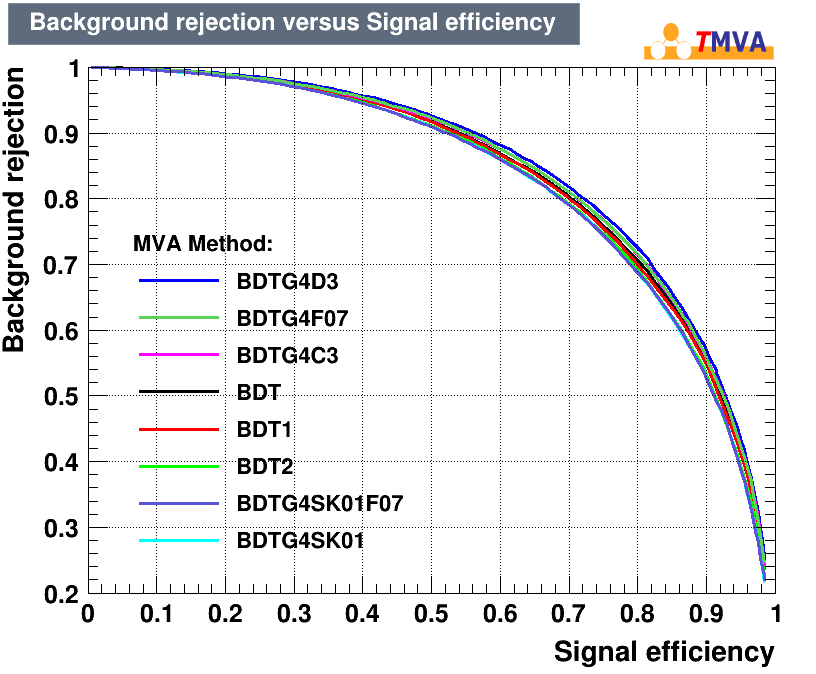 Background rejection versus Signal efficiency
TMVA
Background rejection
1
0.9
0.8
0.7
0.6
0.5
0.4
0.3
0.2
MVA Method:
BDTG4D3
BDTG4F07
BDTG4C3
BDT
BDT1
BDT2
BDTG4SK01F07
BDTG4SK01
0 0.1 0.2 0.3 0.4 0.5 0.6 0.7 0.8 0.9 1
Signal efficiency